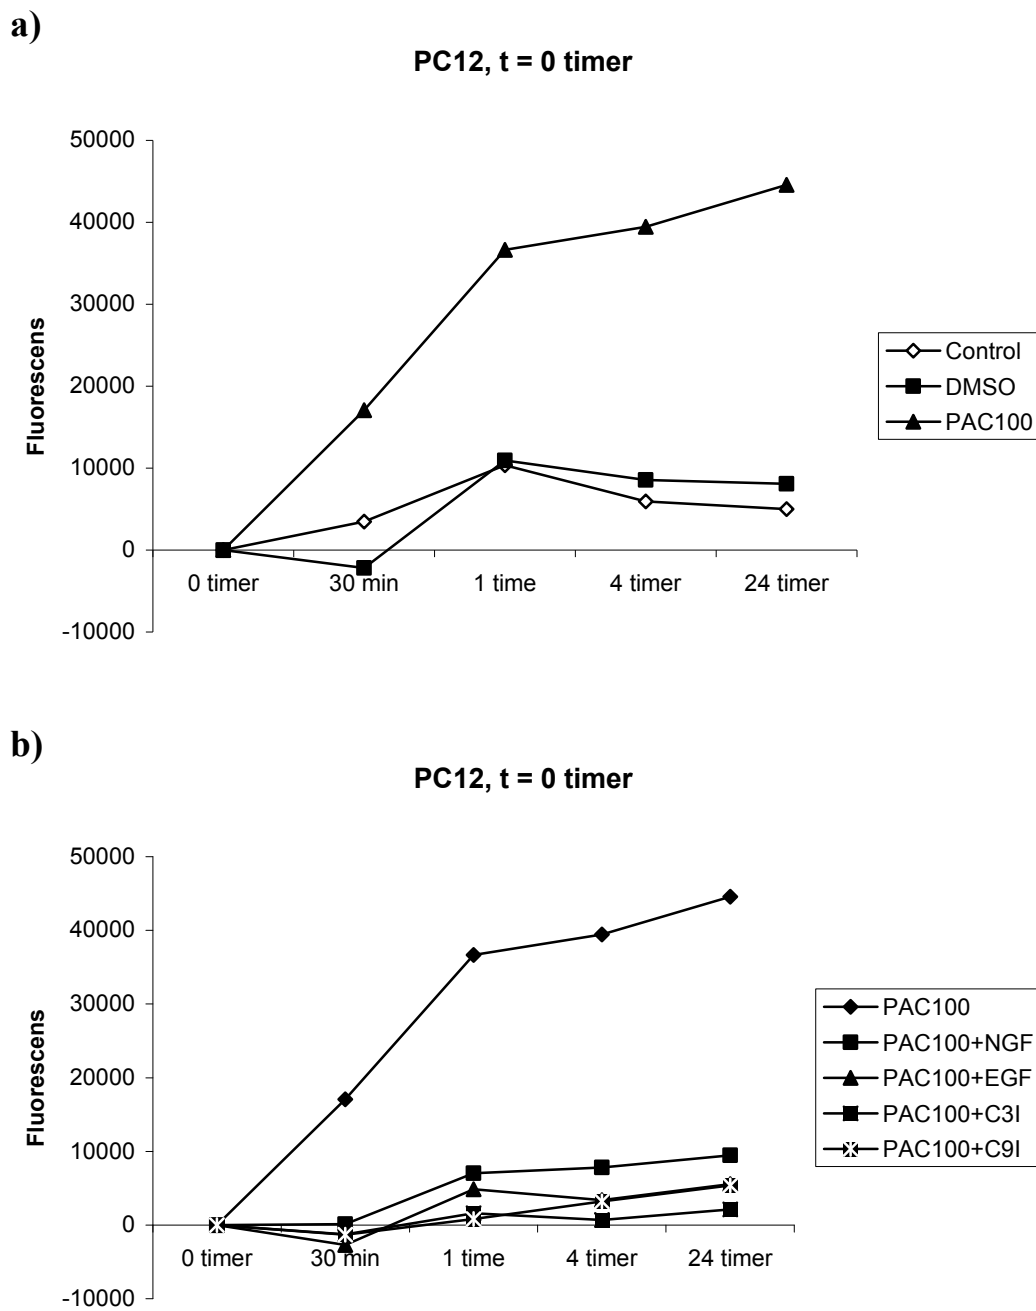 a)
PC12, t = 0 timer
50000
40000
30000
20000
10000
0
-10000
Fluorescens
0 timer 30 min 1 time 4 timer 24 timer
Control
DMSO
PAC100
b)
PC12, t = 0 timer
50000
40000
30000
20000
10000
0
-10000
Fluorescens
0 timer 30 min 1 time 4 timer 24 timer
PAC100
PAC100+NGF
PAC100+EGF
PAC100+C3I
PAC100+C9I